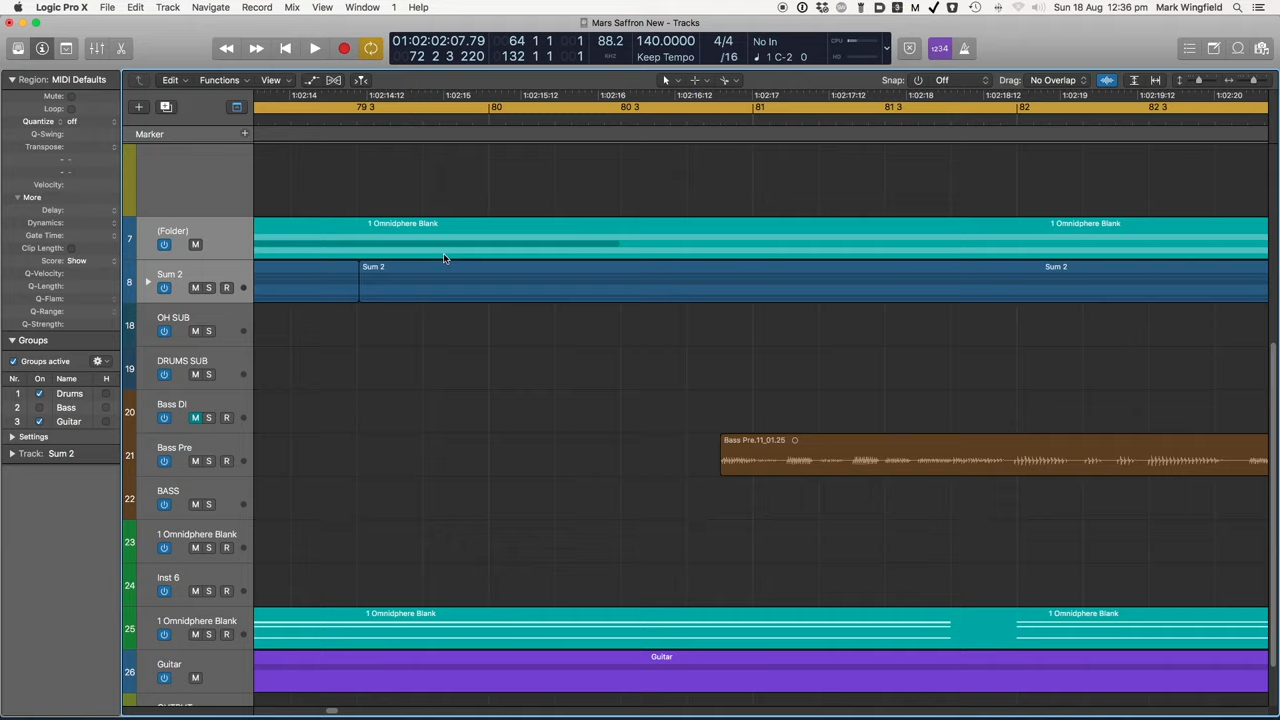 Logic Pro X File Edit Track Navigate Record Mix View Window 1 Help M Sun 18 Aug 12:36 pm Mark Wingfield
Mars Saffron New - Tracks
01:02:02:07.79 64 1 1 1 88.2 140.0000 4/4 No In CPU 1234
72 2 3 220 132 1 1 1 KHZ Keep Tempo /16 1 C-2 0 HD
Region: MIDI Defaults Edit Functions View Snap: Off Drag: No Overlap
Mute:
Loop:
Quantize off
Q-Swing:
Transpose:
- -
Velocity:
More
Delay:
Dynamics:
Gate Time:
Clip Length:
Score: Show
Q-Velocity:
Q-Length:
Q-Flam:
Q-Range:
Q-Strength:
Groups
Groups active
Nr. On Name H
1 Drums
2 Bass
3 Guitar
Settings
Track: Sum 2
1:02:14 1:02:14:12 1:02:15 1:02:15:12 1:02:16 1:02:16:12 1:02:17 1:02:17:12 1:02:18 1:02:18:12 1:02:19 1:02:19:12 1:02:20
79 3 80 80 3 81 81 3 82 82 3
Marker
7 (Folder) M 1 Omnidphere Blank 1 Omnidphere Blank
8 Sum 2 M S R Sum 2 Sum 2
18 OH SUB M S
19 DRUMS SUB M S
20 Bass DI M S R
21 Bass Pre M S R Bass Pre.11_01.25
22 BASS M S
23 1 Omnidphere Blank M S R
24 Inst 6 M S R
25 1 Omnidphere Blank M S R 1 Omnidphere Blank 1 Omnidphere Blank
26 Guitar M Guitar